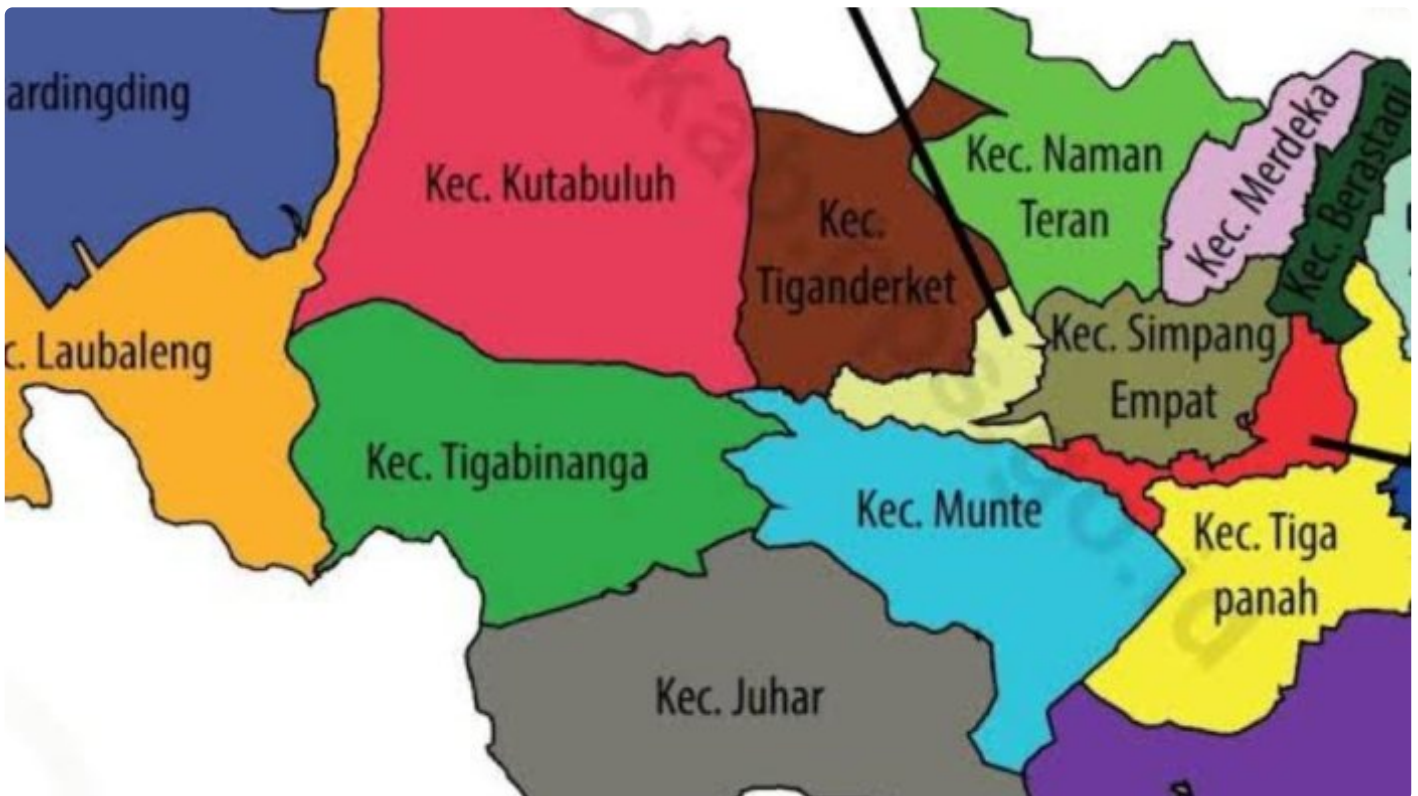 ardingding
Kec. Kutabuluh
Kec. Naman
Teran
Kec. Merdeka
Kec. Berastagi
Kec.
Tiganderket
c. Laubaleng
Kec. Simpang
Empat
Kec. Tigabinanga
Kec. Munte
Kec. Tiga
panah
Kec. Juhar